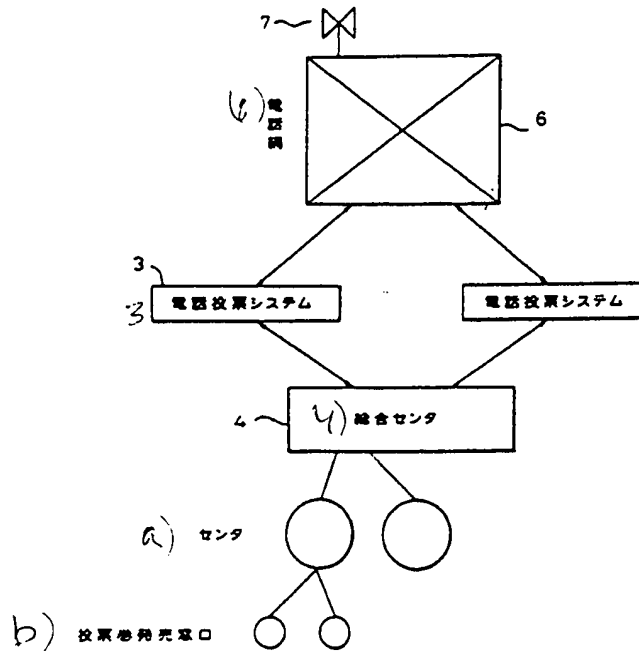 7
6) 電話網
6
3
3 電話投票システム
電話投票システム
4
4) 総合センタ
a) センタ
b) 投票券発売窓口